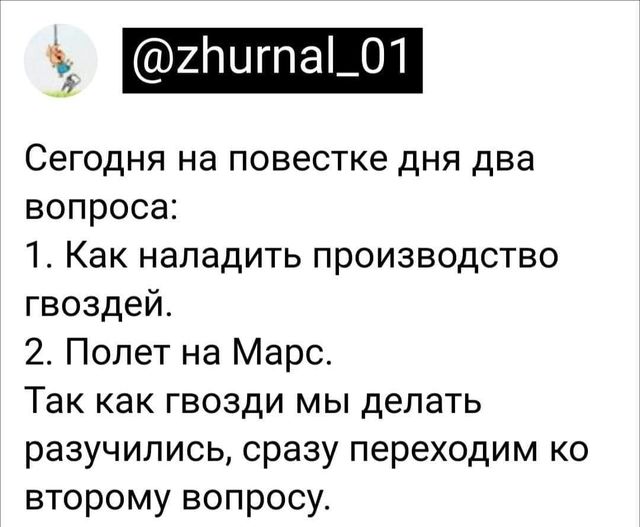 @zhurnal_01
Сегодня на повестке дня два
вопроса:
1. Как наладить производство
гвоздей.
2. Полет на Марс.
Так как гвозди мы делать
разучились, сразу переходим ко
второму вопросу.